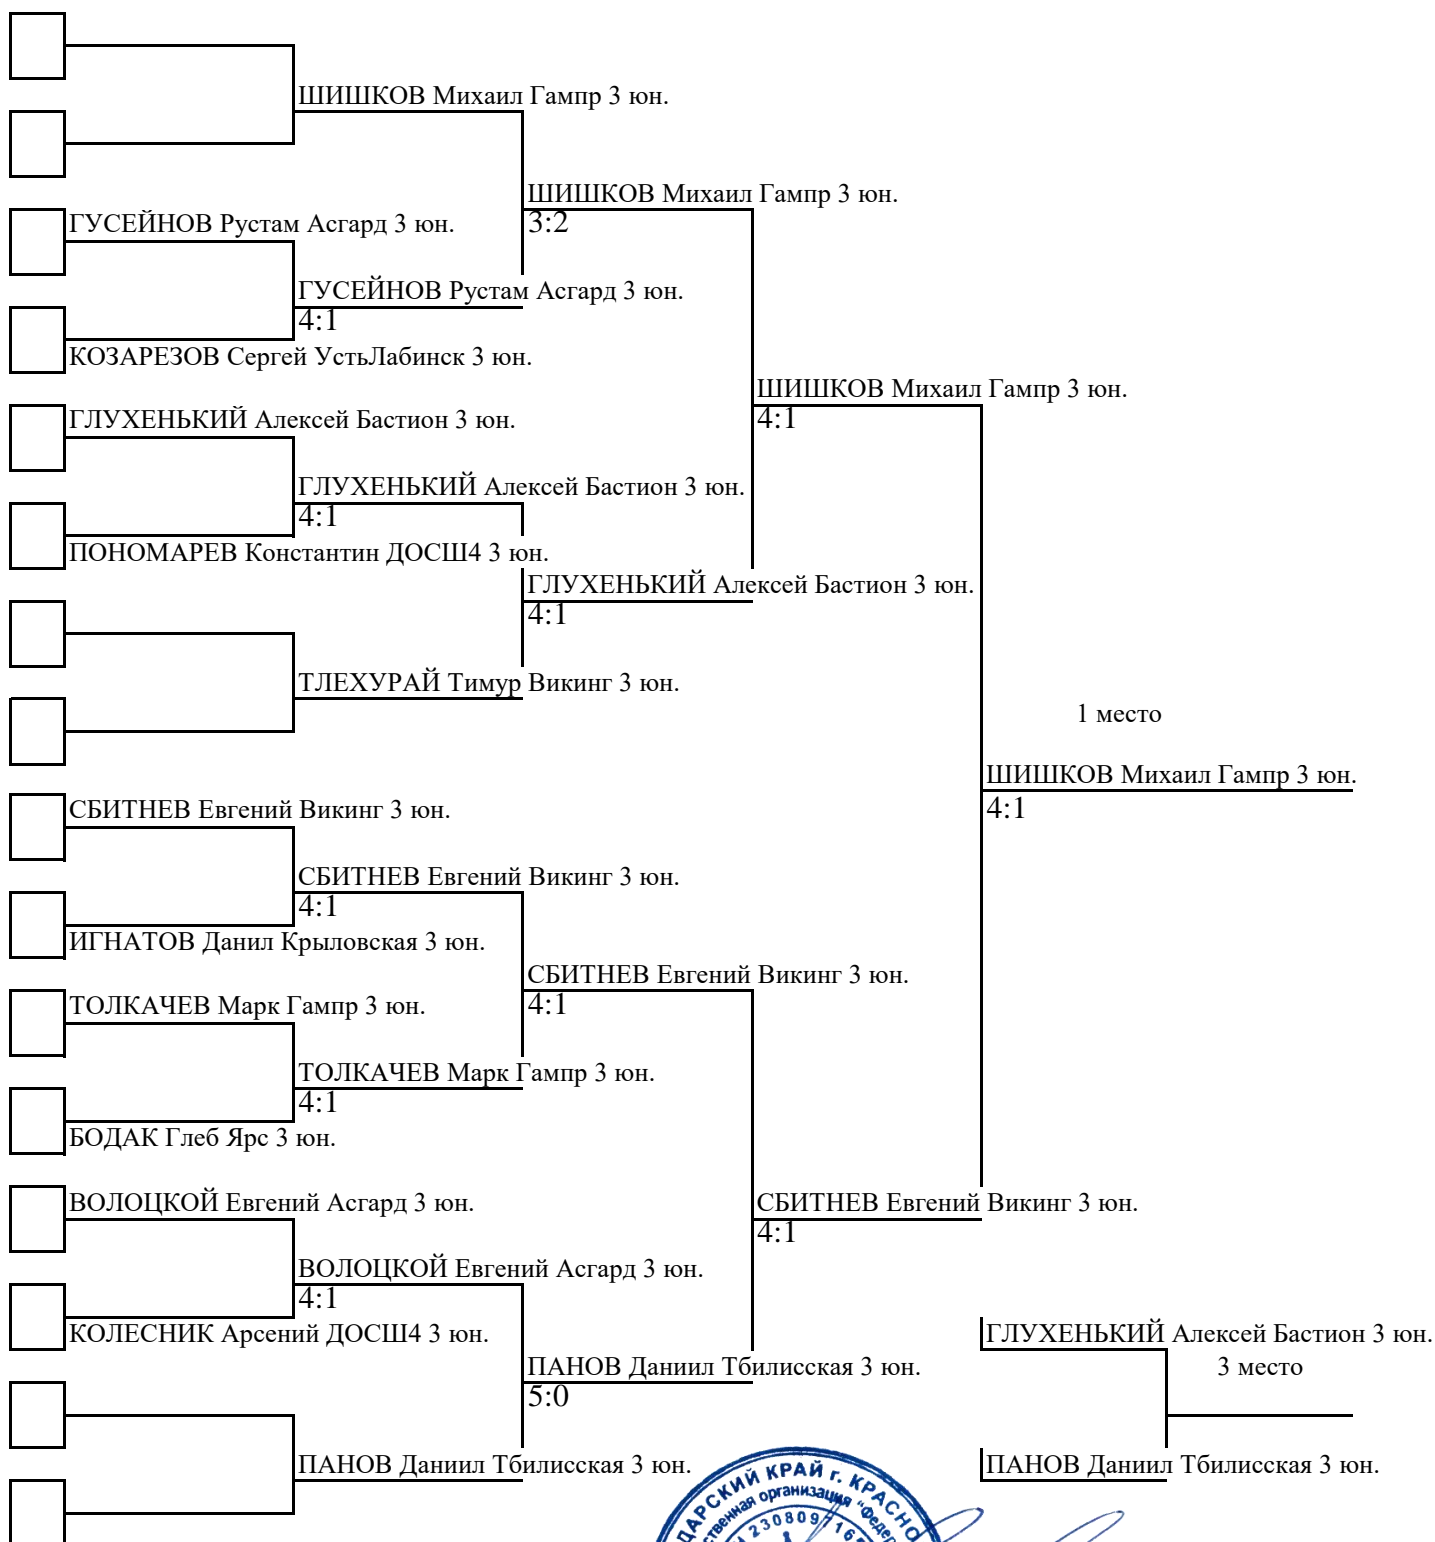 ШИШКОВ Михаил Гампр 3 юн.
ШИШКОВ Михаил Гампр 3 юн.
3:2
ГУСЕЙНОВ Рустам Асгард 3 юн.
ГУСЕЙНОВ Рустам Асгард 3 юн.
4:1
КОЗАРЕЗОВ Сергей УстьЛабинск 3 юн.
ШИШКОВ Михаил Гампр 3 юн.
4:1
ГЛУХЕНЬКИЙ Алексей Бастион 3 юн.
ГЛУХЕНЬКИЙ Алексей Бастион 3 юн.
4:1
ПОНОМАРЕВ Константин ДОСШ4 3 юн.
ГЛУХЕНЬКИЙ Алексей Бастион 3 юн.
4:1
ТЛЕХУРАЙ Тимур Викинг 3 юн.
1 место
ШИШКОВ Михаил Гампр 3 юн.
4:1
СБИТНЕВ Евгений Викинг 3 юн.
СБИТНЕВ Евгений Викинг 3 юн.
4:1
ИГНАТОВ Данил Крыловская 3 юн.
СБИТНЕВ Евгений Викинг 3 юн.
4:1
ТОЛКАЧЕВ Марк Гампр 3 юн.
ТОЛКАЧЕВ Марк Гампр 3 юн.
4:1
БОДАК Глеб Ярс 3 юн.
ВОЛОЦКОЙ Евгений Асгард 3 юн.
СБИТНЕВ Евгений Викинг 3 юн.
4:1
ВОЛОЦКОЙ Евгений Асгард 3 юн.
4:1
КОЛЕСНИК Арсений ДОСШ4 3 юн.
ГЛУХЕНЬКИЙ Алексей Бастион 3 юн.
ПАНОВ Даниил Тбилисская 3 юн.
3 место
5:0
ПАНОВ Даниил Тбилисская 3 юн.
ПАНОВ Даниил Тбилисская 3 юн.
КРАЙ г.
организация